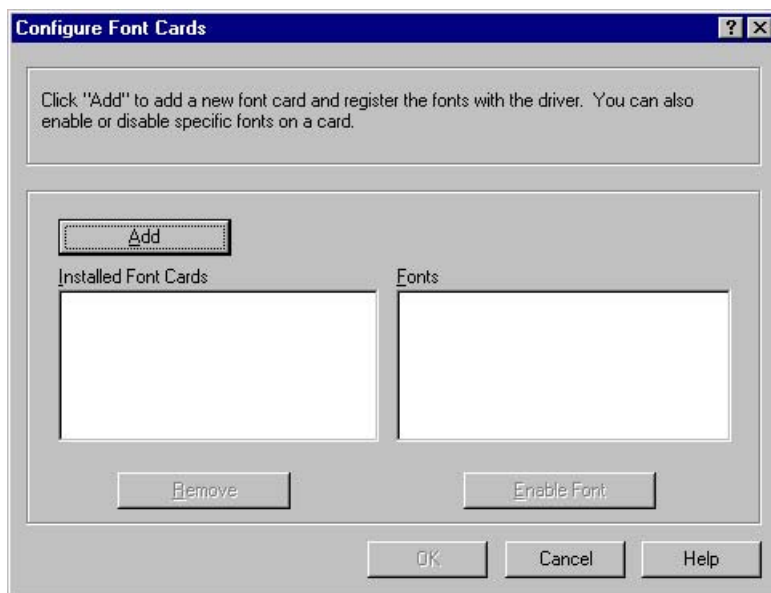 Configure Font Cards
Click "Add" to add a new font card and register the fonts with the driver.  You can also
enable or disable specific fonts on a card.
Add
Installed Font Cards
Fonts
Remove
Enable Font
OK
Cancel
Help